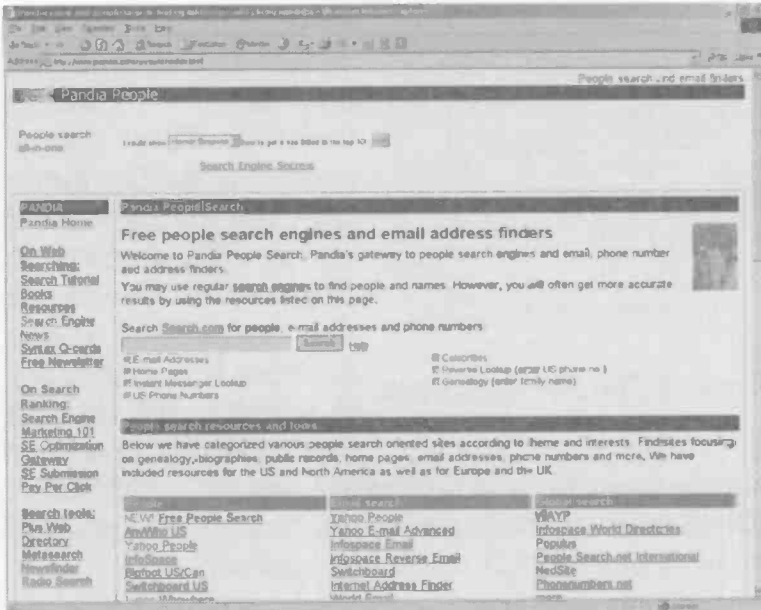 People search and email finders
Pandia People
People search
all-in-one
Search Engine Secrets
PANDIA
Pandia Home
On Web
Searching:
Search Tutorial
Books
Resources
Search Engine
News
Syntax Q-cards
Free Newsletter
On Search
Ranking:
Search Engine
Marketing 101
SE Optimization
Gateway
SE Submission
Pay Per Click
Search tools:
Plus Web
Directory
Metasearch
Newsfinder
Radio Search
Pandia People Search
Free people search engines and email address finders
Welcome to Pandia People Search, Pandia's gateway to people search engines and email, phone number
and address finders.
You may use regular search engines to find people and names. However, you will often get more accurate
results by using the resources listed on this page.
Search Search.com for people, e-mail addresses and phone numbers
Search Help
E-mail Addresses
Home Pages
Instant Messenger Lookup
US Phone Numbers
Celebrities
Reverse Lookup (enter US phone no.)
Genealogy (enter family name)
People search resources and tools
Below we have categorized various people search oriented sites according to theme and interests. Find sites focusing
on genealogy, biographies, public records, home pages, email addresses, phone numbers and more. We have
included resources for the US and North America as well as for Europe and the UK.
People
NEW! Free People Search
AnyWho US
Yahoo People
InfoSpace
Bigfoot US/Can
Switchboard US
Lycos Whowhere
Email search
Yahoo People
Yahoo E-mail Advanced
Infospace Email
Infospace Reverse Email
Switchboard
Internet Address Finder
World Email
Global search
WAYP
Infospace World Directories
Populus
People Search.net International
NedSite
Phonenumbers.net
more